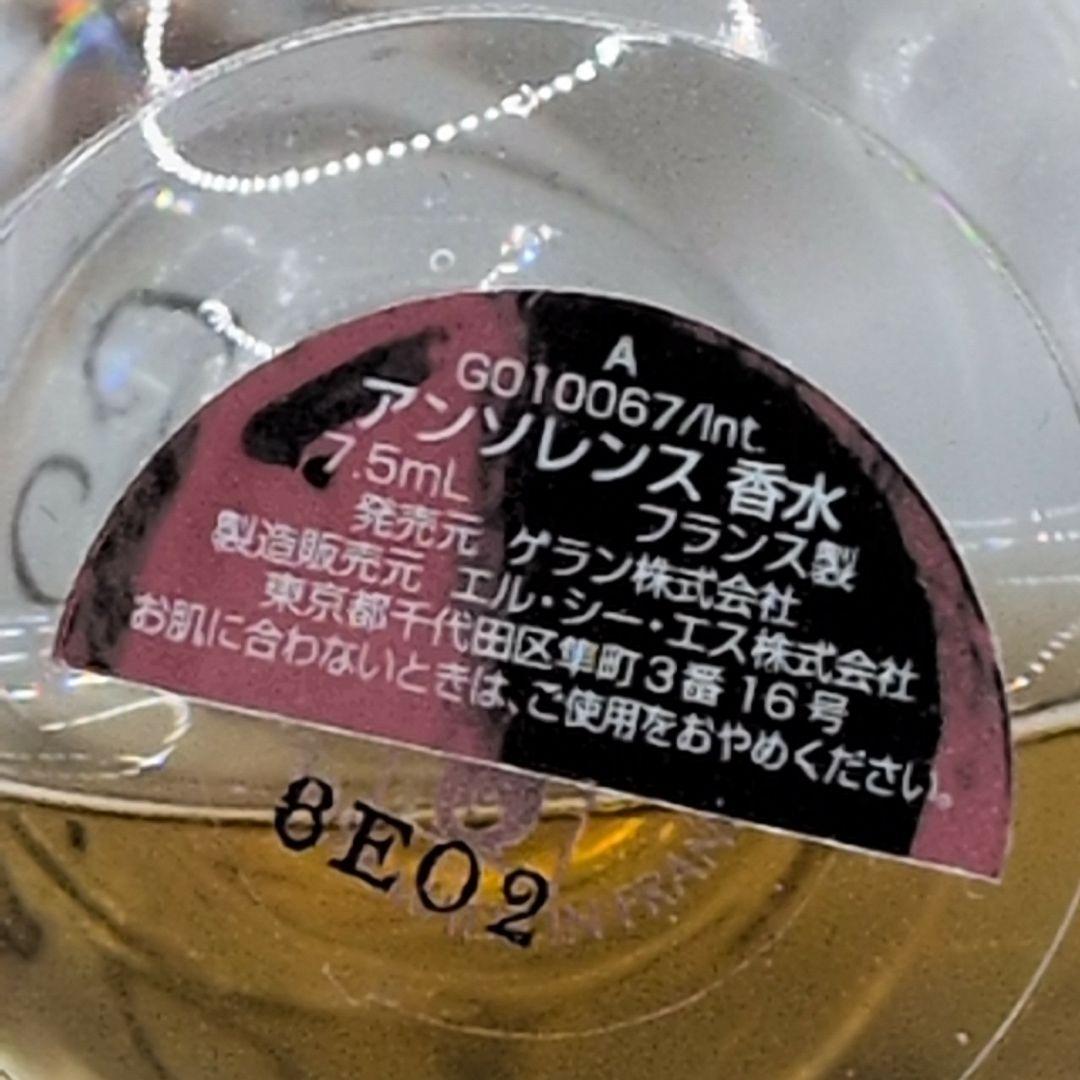 A
G010067/Int.
アンソレンス 香水
7.5mL フランス製
発売元 ゲラン株式会社
製造販売元 エル・シー・エス株式会社
東京都千代田区隼町3番16号
お肌に合わないときは、ご使用をおやめください。
8E02
IN FRANCE